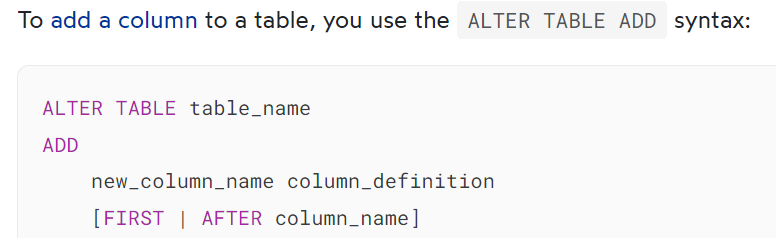 To add a column to a table, you use the ALTER TABLE ADD syntax:
ALTER TABLE table_name
ADD
new_column_name column_definition
[FIRST | AFTER column_name]